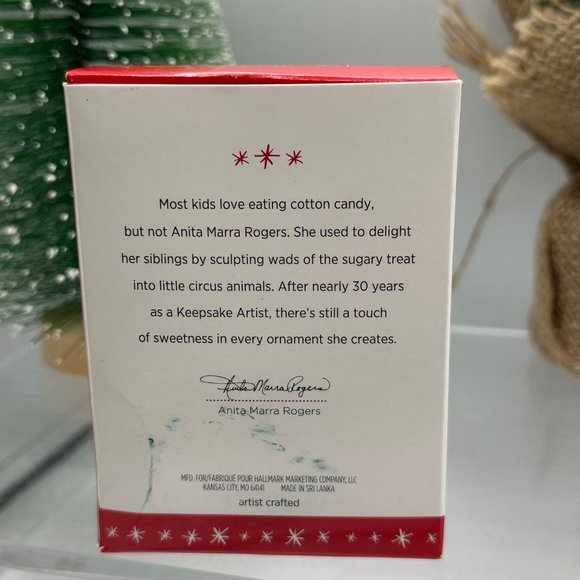 Most kids love eating cotton candy,
but not Anita Marra Rogers. She used to delight
her siblings by sculpting wads of the sugary treat
into little circus animals. After nearly 30 years
as a Keepsake Artist, there's still a touch
of sweetness in every ornament she creates.
Anita Marra Rogers
Anita Marra Rogers
MFD. FOR/FABRIQUÉ POUR HALLMARK MARKETING COMPANY, LLC
KANSAS CITY, MO 64141 MADE IN SRI LANKA
artist crafted